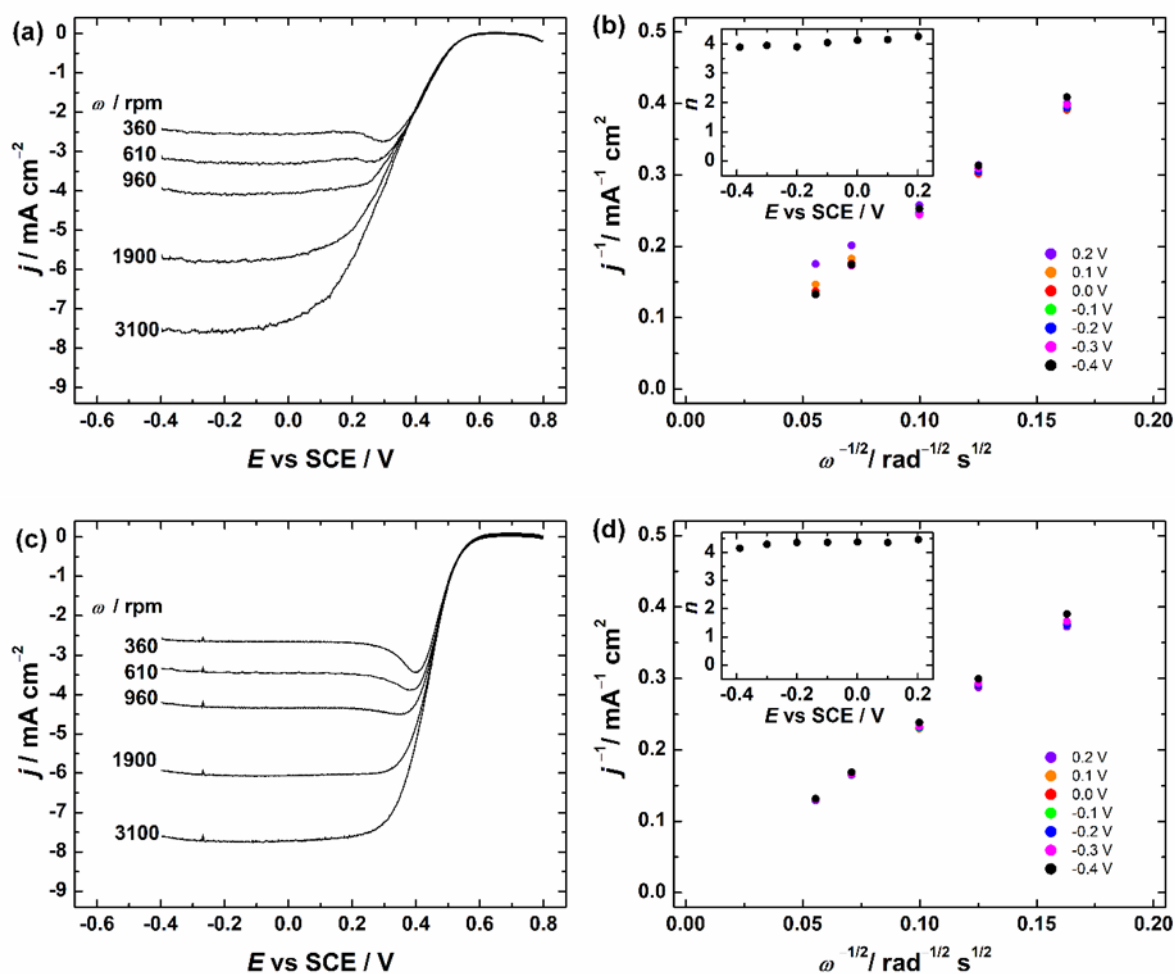 (a)
0
-1
-2
-3
-4
-5
-6
-7
-8
-9
j / mA cm⁻²
ω / rpm
360
610
960
1900
3100
-0.6 -0.4 -0.2 0.0 0.2 0.4 0.6 0.8
E vs SCE / V
(b)
0.5
0.4
0.3
0.2
0.1
0.0
j⁻¹/ mA⁻¹ cm²
4
3
2
1
0
n
-0.4 -0.2 0.0 0.2
E vs SCE / V
0.2 V
0.1 V
0.0 V
-0.1 V
-0.2 V
-0.3 V
-0.4 V
0.00 0.05 0.10 0.15 0.20
ω⁻¹/²/ rad⁻¹/² s¹/²
(c)
0
-1
-2
-3
-4
-5
-6
-7
-8
-9
j / mA cm⁻²
ω / rpm
360
610
960
1900
3100
-0.6 -0.4 -0.2 0.0 0.2 0.4 0.6 0.8
E vs SCE / V
(d)
0.5
0.4
0.3
0.2
0.1
0.0
j⁻¹/ mA⁻¹ cm²
4
3
2
1
0
n
-0.4 -0.2 0.0 0.2
E vs SCE / V
0.2 V
0.1 V
0.0 V
-0.1 V
-0.2 V
-0.3 V
-0.4 V
0.00 0.05 0.10 0.15 0.20
ω⁻¹/²/ rad⁻¹/² s¹/²